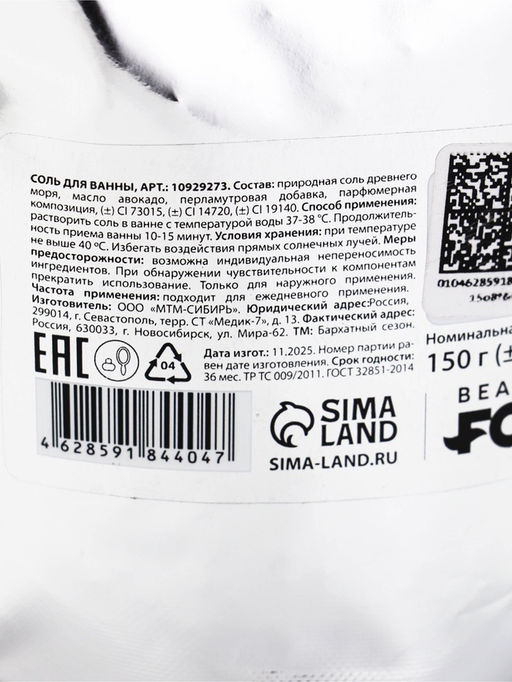 СОЛЬ ДЛЯ ВАННЫ, АРТ.: 10929273. Состав: природная соль древнего
моря, масло авокадо, перламутровая добавка, парфюмерная
композиция, (±) CI 73015, (±) CI 14720, (±) CI 19140. Способ применения:
растворить соль в ванне с температурой воды 37-38 °С. Продолжитель-
ность приема ванны 10-15 минут. Условия хранения: при температуре
не выше 40 ºС. Избегать воздействия прямых солнечных лучей. Меры
предосторожности: возможна индивидуальная непереносимость
ингредиентов. При обнаружении чувствительности к компонентам
прекратить использование. Только для наружного применения.
Частота применения: подходит для ежедневного применения.
Изготовитель: ООО «МТМ-СИБИРЬ». Юридический адрес:Россия,
299014, г. Севастополь, терр. СТ «Медик-7», д. 13. Фактический адрес:
Россия, 630033, г. Новосибирск, ул. Мира-62. ТМ: Бархатный сезон.
EAC
04
Дата изгот.: 11.2025. Номер партии ра-
вен дате изготовления. Срок годности:
36 мес. ТР ТС 009/2011. ГОСТ 32851-2014
4 628591 844047
SIMA
LAND
SIMA-LAND.RU
01046285918
Номинальна
150 г (±
BEA
FO